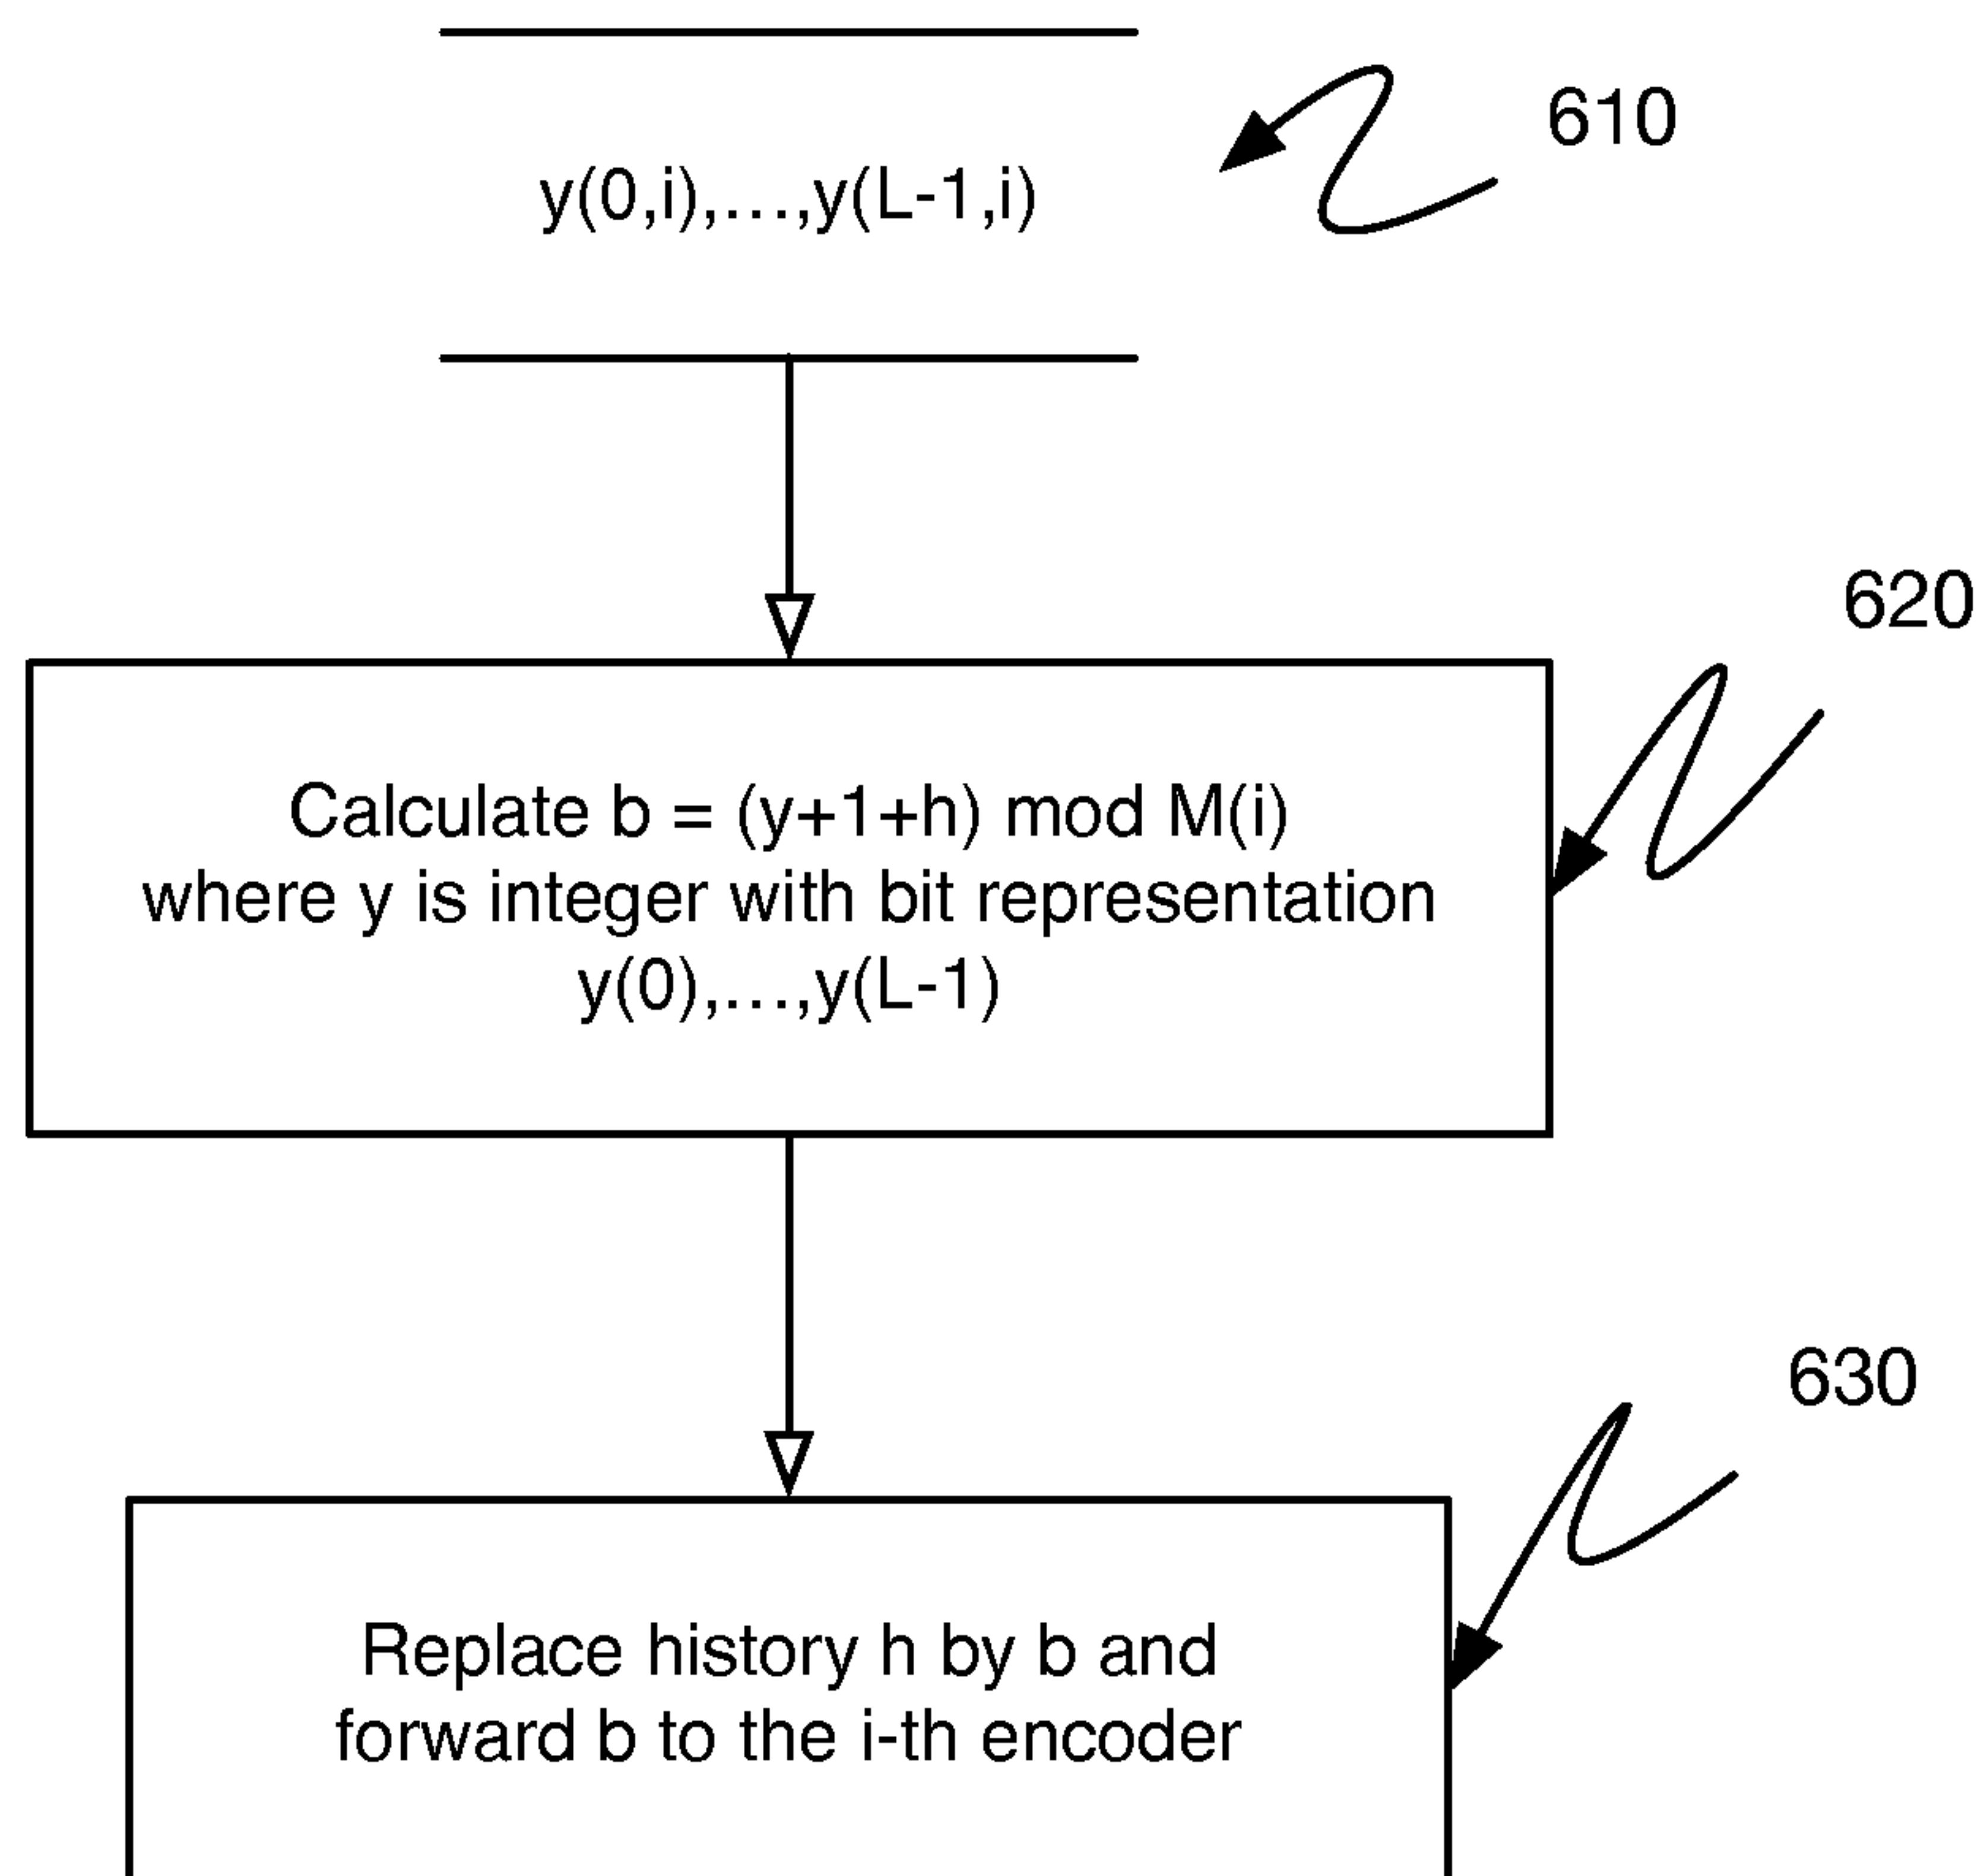 610
y(0,i),...,y(L-1,i)
620
Calculate b = (y+1+h) mod M(i)
where y is integer with bit representation
y(0),...,y(L-1)
630
Replace history h by b and
forward b to the i-th encoder